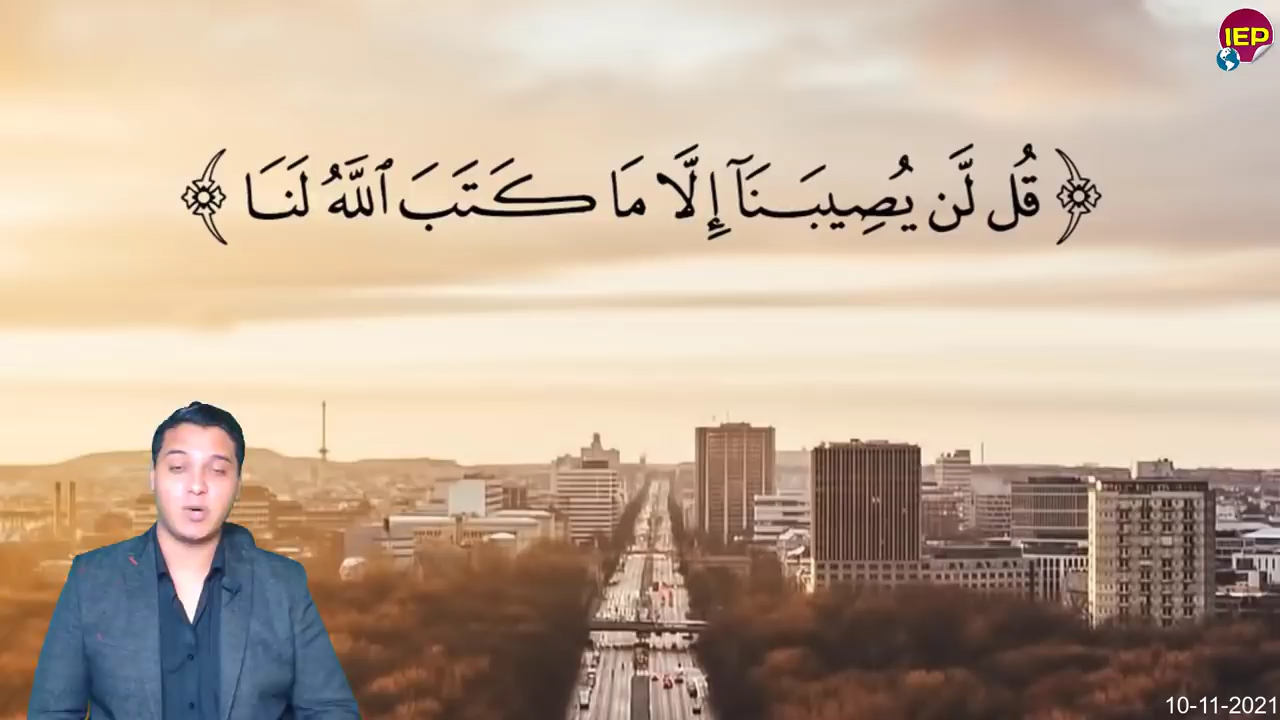 IEP
﴿قُل لَّن يُصِيبَنَآ إِلَّا مَا كَتَبَ ٱللَّهُ لَنَا﴾
10-11-2021